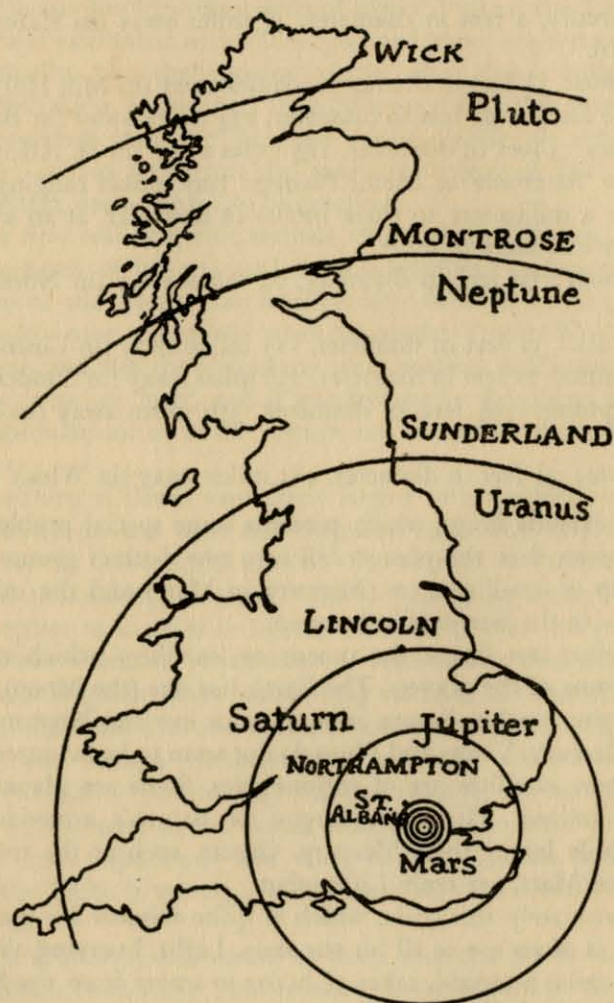 WICK
Pluto
MONTROSE
Neptune
SUNDERLAND
Uranus
LINCOLN
Saturn
Jupiter
NORTHAMPTON
ST.
ALBANS
Mars